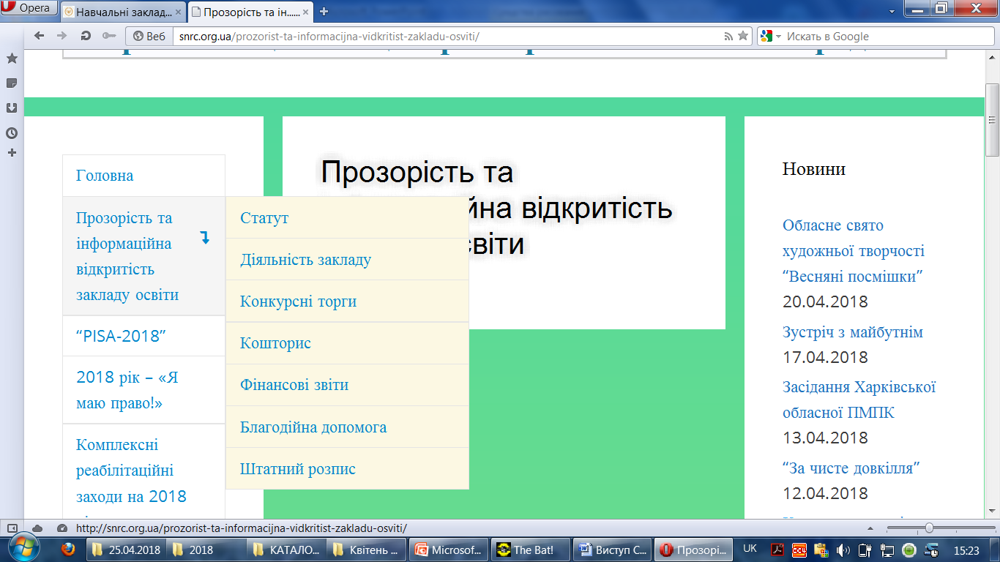 Opera
Навчальні заклад...
Прозорість та ін......
Веб
snrc.org.ua/prozorist-ta-informacijna-vidkritist-zakladu-osviti/
Искать в Google
Головна
Прозорість та
інформаційна
відкритість
закладу освіти
“PISA-2018”
2018 рік – «Я
маю право!»
Комплексні
реабілітаційні
заходи на 2018
Статут
Діяльність закладу
Конкурсні торги
Кошторис
Фінансові звіти
Благодійна допомога
Штатний розпис
Прозорість та
йна відкритість
світи
Новини
Обласне свято
художньої творчості
“Весняні посмішки”
20.04.2018
Зустріч з майбутнім
17.04.2018
Засідання Харківської
обласної ПМПК
13.04.2018
“За чисте довкілля”
12.04.2018
http://snrc.org.ua/prozorist-ta-informacijna-vidkritist-zakladu-osviti/
25.04.2018
2018
КАТАЛО...
Квітень ...
Microsof...
The Bat!
Виступ С...
Прозорі...
UK
15:23